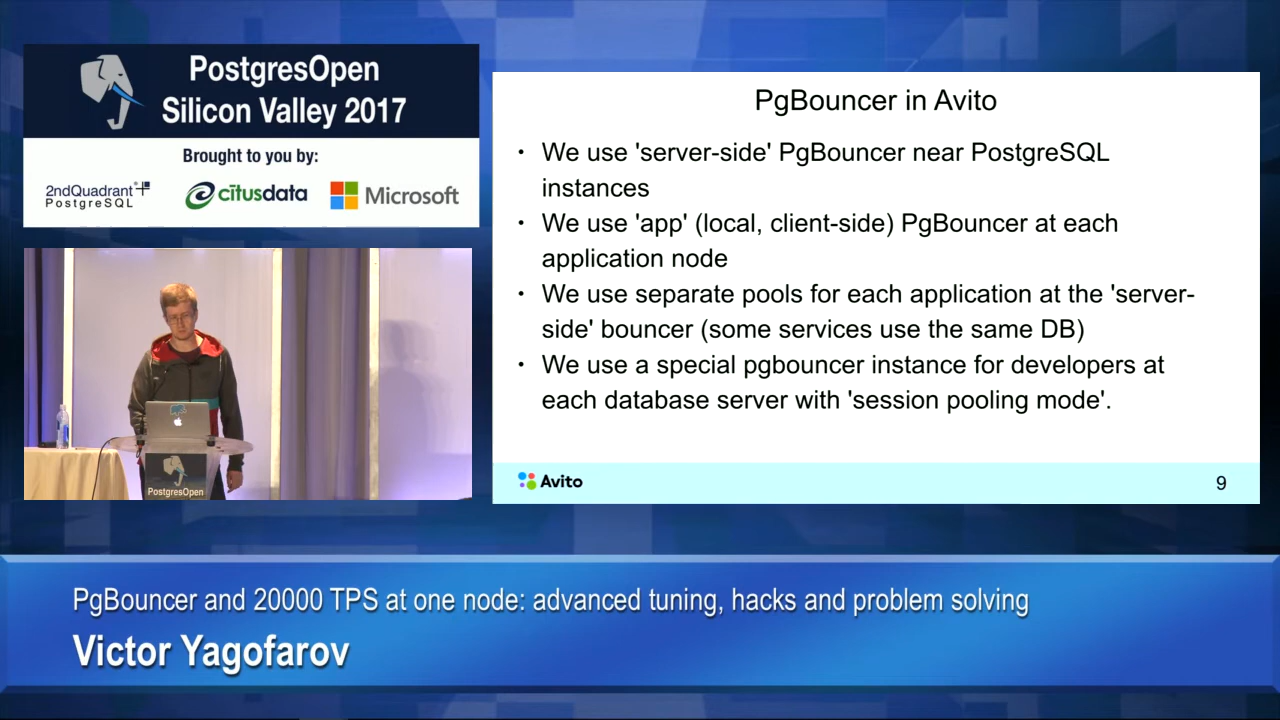 PostgresOpen
Silicon Valley 2017
Brought to you by:
2ndQuadrant
PostgreSQL
citusdata
Microsoft
PostgresOpen
PgBouncer in Avito
• We use 'server-side' PgBouncer near PostgreSQL
instances
• We use 'app' (local, client-side) PgBouncer at each
application node
• We use separate pools for each application at the 'server-
side' bouncer (some services use the same DB)
• We use a special pgbouncer instance for developers at
each database server with 'session pooling mode'.
Avito
9
PgBouncer and 20000 TPS at one node: advanced tuning, hacks and problem solving
Victor Yagofarov